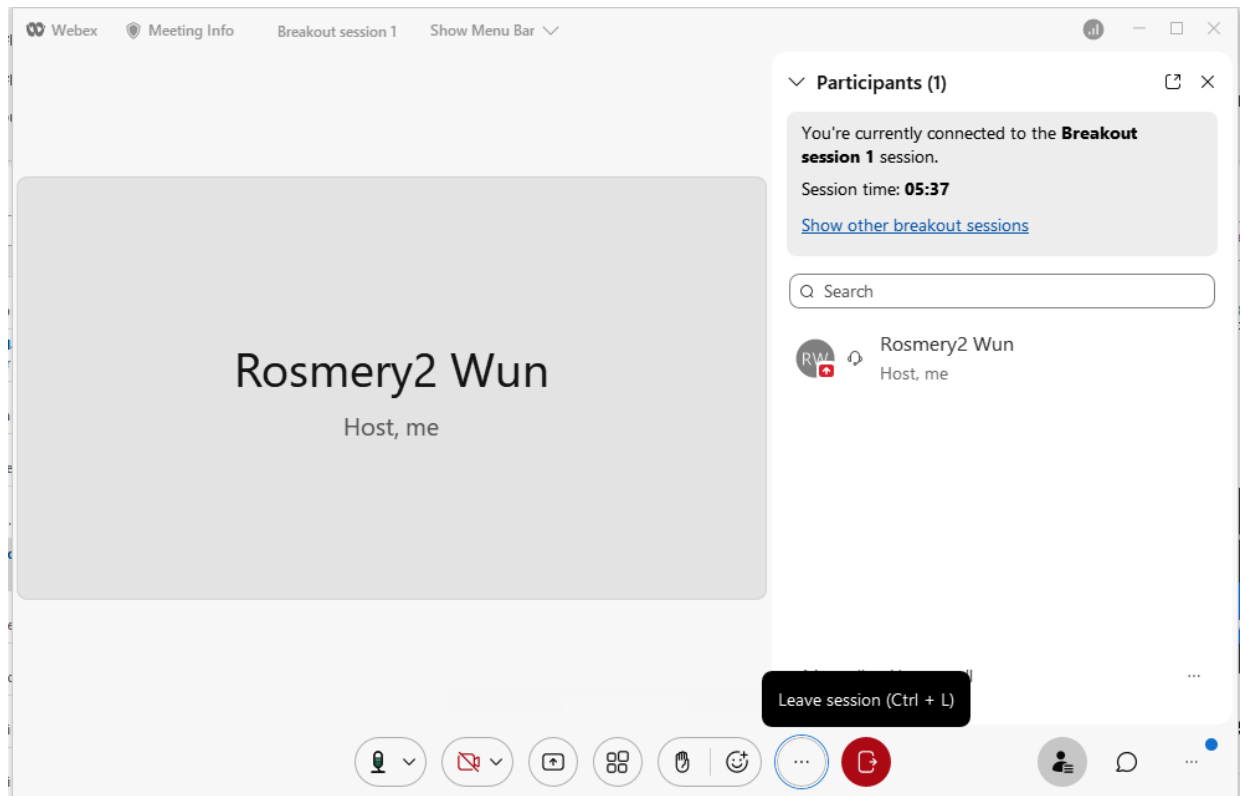 Webex
Meeting Info
Breakout session 1
Show Menu Bar
Rosmery2 Wun
Host, me
Participants (1)
You're currently connected to the Breakout
session 1 session.
Session time: 05:37
Show other breakout sessions
Search
RW
Rosmery2 Wun
Host, me
Leave session (Ctrl + L)